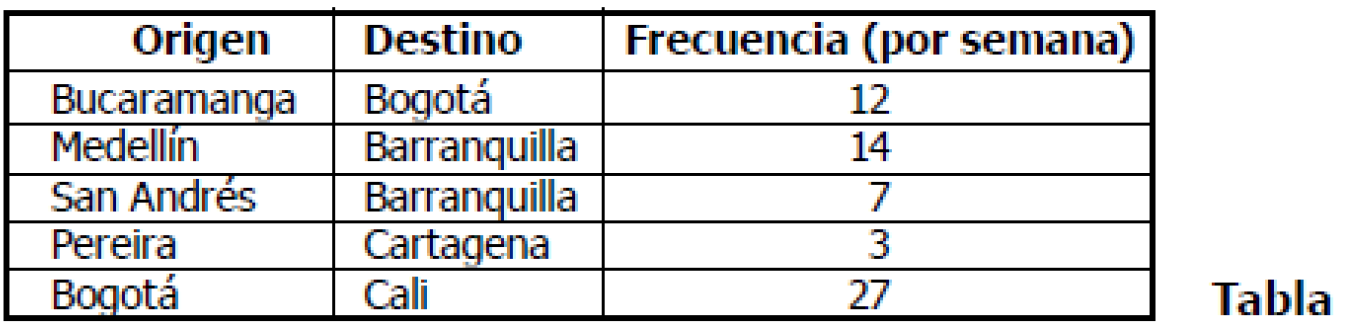 Origen Destino Frecuencia (por semana)
Bucaramanga Bogotá 12
Medellín Barranquilla 14
San Andrés Barranquilla 7
Pereira Cartagena 3
Bogotá Cali 27
Tabla